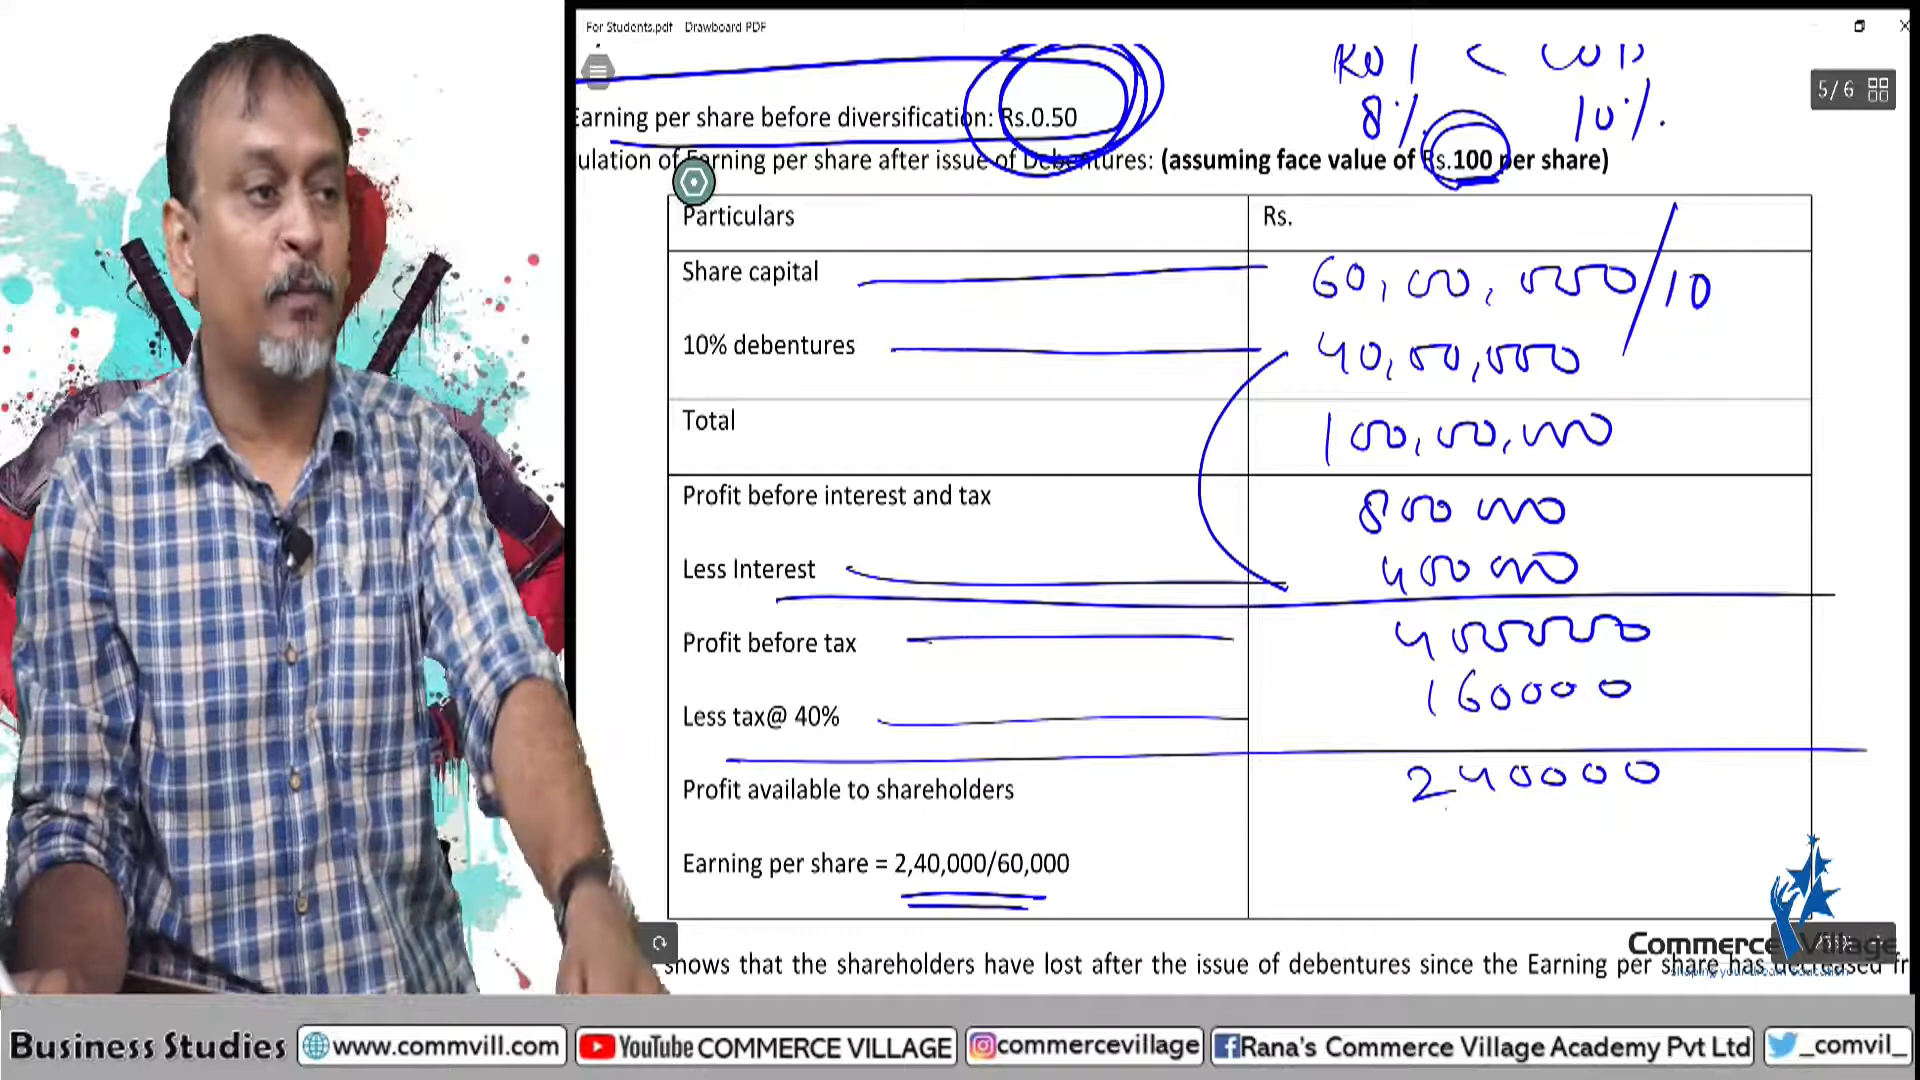 For Students.pdf Drawboard PDF
ROI < COD
8% 10%.
5 / 6
Earning per share before diversification: Rs.0.50
ulation of Earning per share after issue of Debentures: (assuming face value of Rs.100 per share)
Particulars Rs.
Share capital 60,00,000/10
10% debentures 40,00,000
Total 100,00,000
Profit before interest and tax 800000
Less Interest 400000
Profit before tax 400000
Less tax@ 40% 160000
Profit available to shareholders 240000
Earning per share = 2,40,000/60,000
Commerce Village
shows that the shareholders have lost after the issue of debentures since the Earning per share has decreased fr
Business Studies www.commvill.com YouTube COMMERCE VILLAGE commercevillage Rana's Commerce Village Academy Pvt Ltd _comvil_